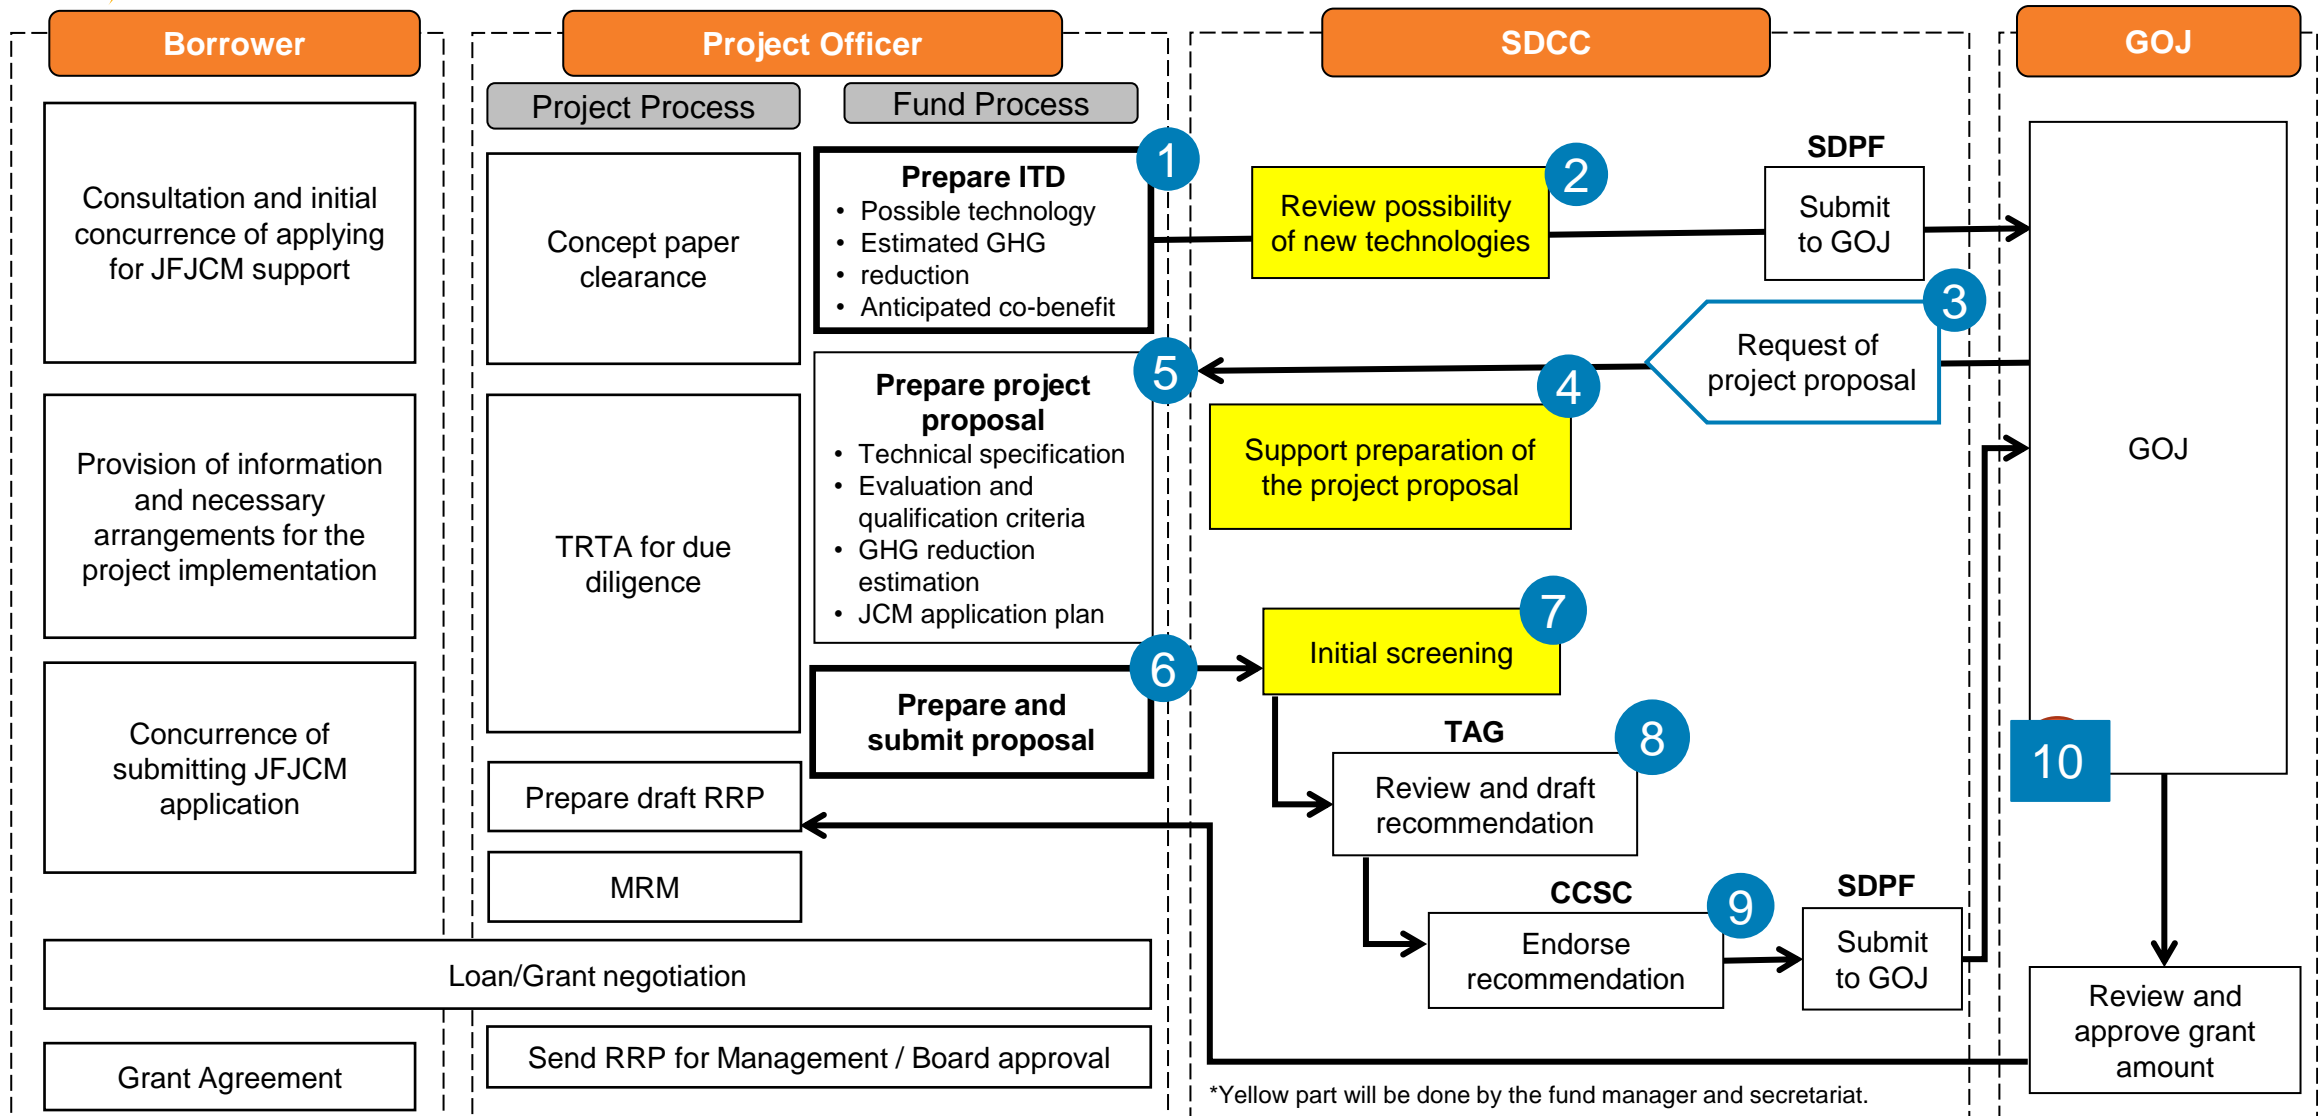 Borrower
Project Officer
SDCC
GOJ
Project Process
Fund Process
Consultation and initial
concurrence of applying
for JFJCM support
Provision of information
and necessary
arrangements for the
project implementation
Concurrence of
submitting JFJCM
application
Concept paper
clearance
TRTA for due
diligence
Prepare draft RRP
MRM
1
Prepare ITD
• Possible technology
• Estimated GHG
• reduction
• Anticipated co-benefit
5
Prepare project
proposal
• Technical specification
• Evaluation and
qualification criteria
• GHG reduction
estimation
• JCM application plan
6
Prepare and
submit proposal
2
Review possibility
of new technologies
SDPF
Submit
to GOJ
3
Request of
project proposal
4
Support preparation of
the project proposal
7
Initial screening
TAG
8
Review and draft
recommendation
CCSC
9
Endorse
recommendation
SDPF
Submit
to GOJ
GOJ
10
Review and
approve grant
amount
Loan/Grant negotiation
Send RRP for Management / Board approval
Grant Agreement
*Yellow part will be done by the fund manager and secretariat.